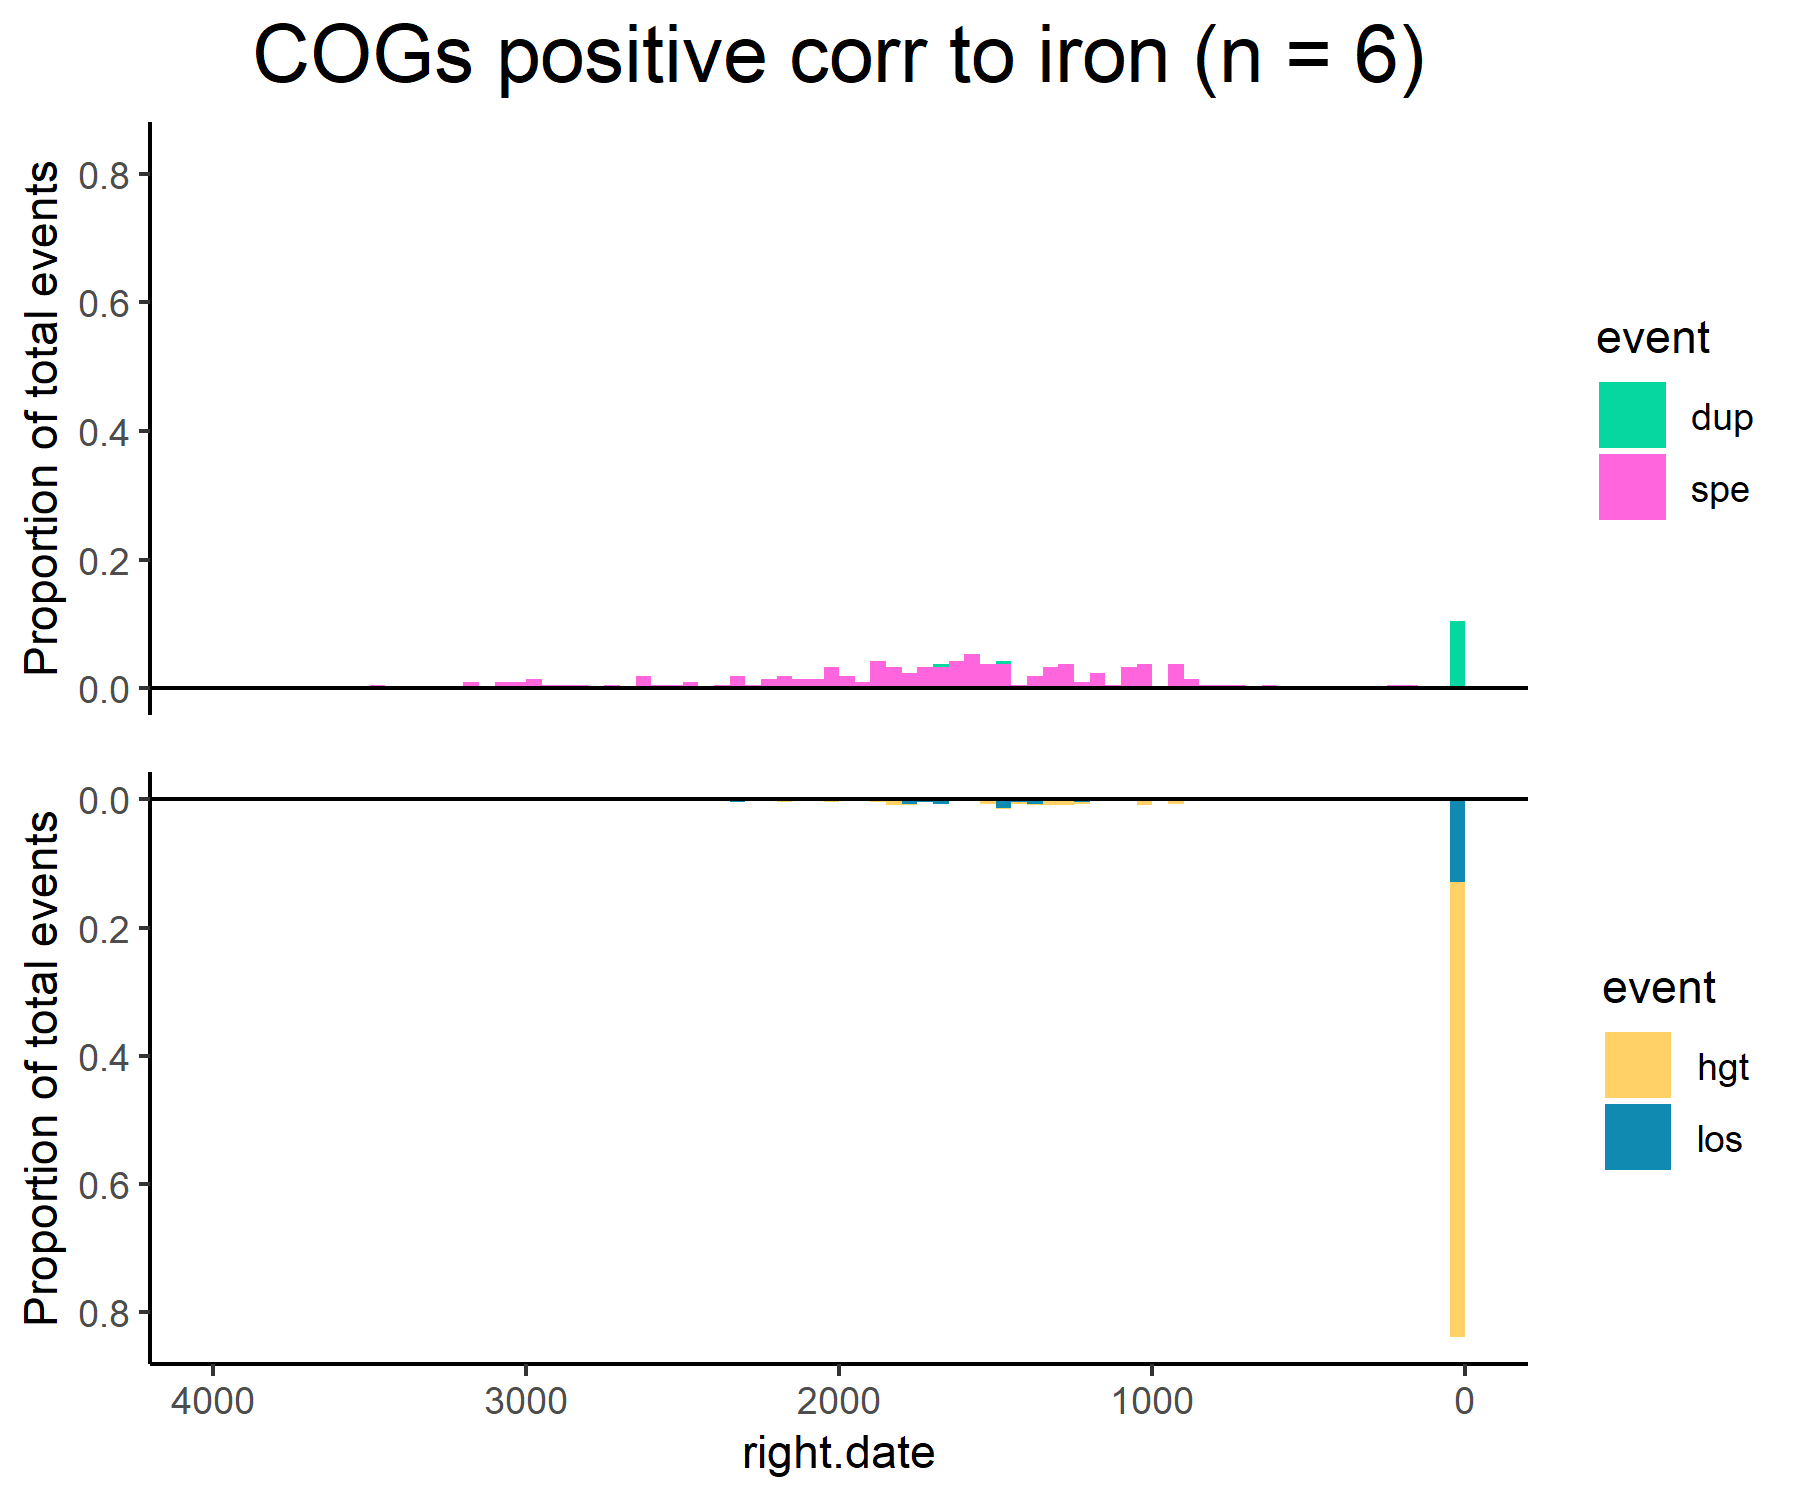 COGs positive corr to iron (n = 6)
Proportion of total events
0.8
0.6
0.4
0.2
0.0
event
dup
spe
Proportion of total events
0.0
0.2
0.4
0.6
0.8
event
hgt
los
4000 3000 2000 1000 0
right.date